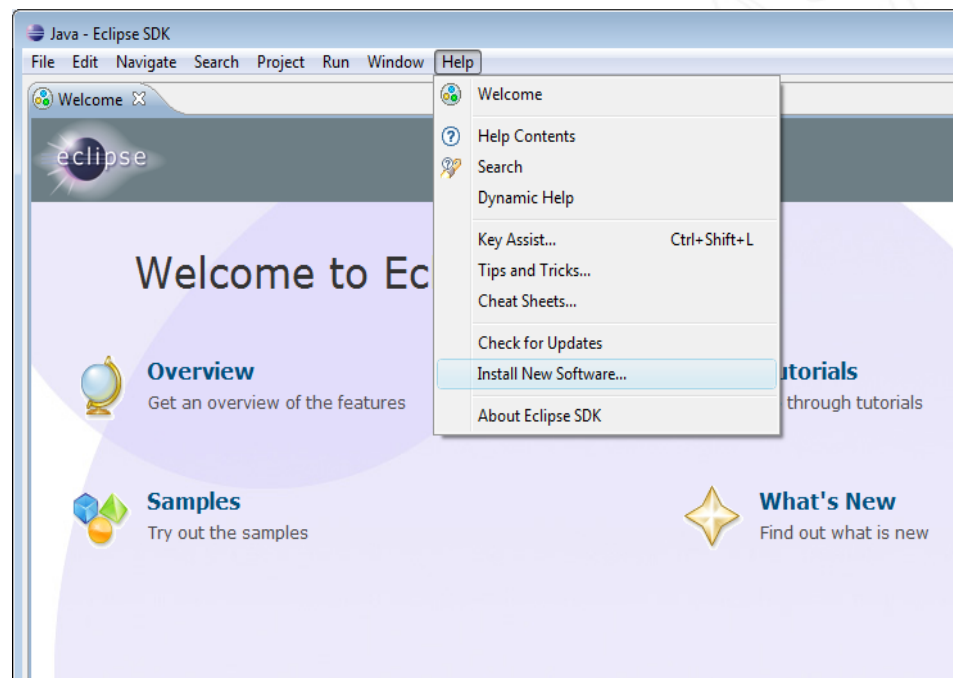 Java - Eclipse SDK
File Edit Navigate Search Project Run Window Help
Welcome
eclipse
Welcome
Help Contents
Search
Dynamic Help
Key Assist... Ctrl+Shift+L
Tips and Tricks...
Cheat Sheets...
Check for Updates
Install New Software...
About Eclipse SDK
Welcome to Ec
Overview
Get an overview of the features
utorials
through tutorials
Samples
Try out the samples
What's New
Find out what is new